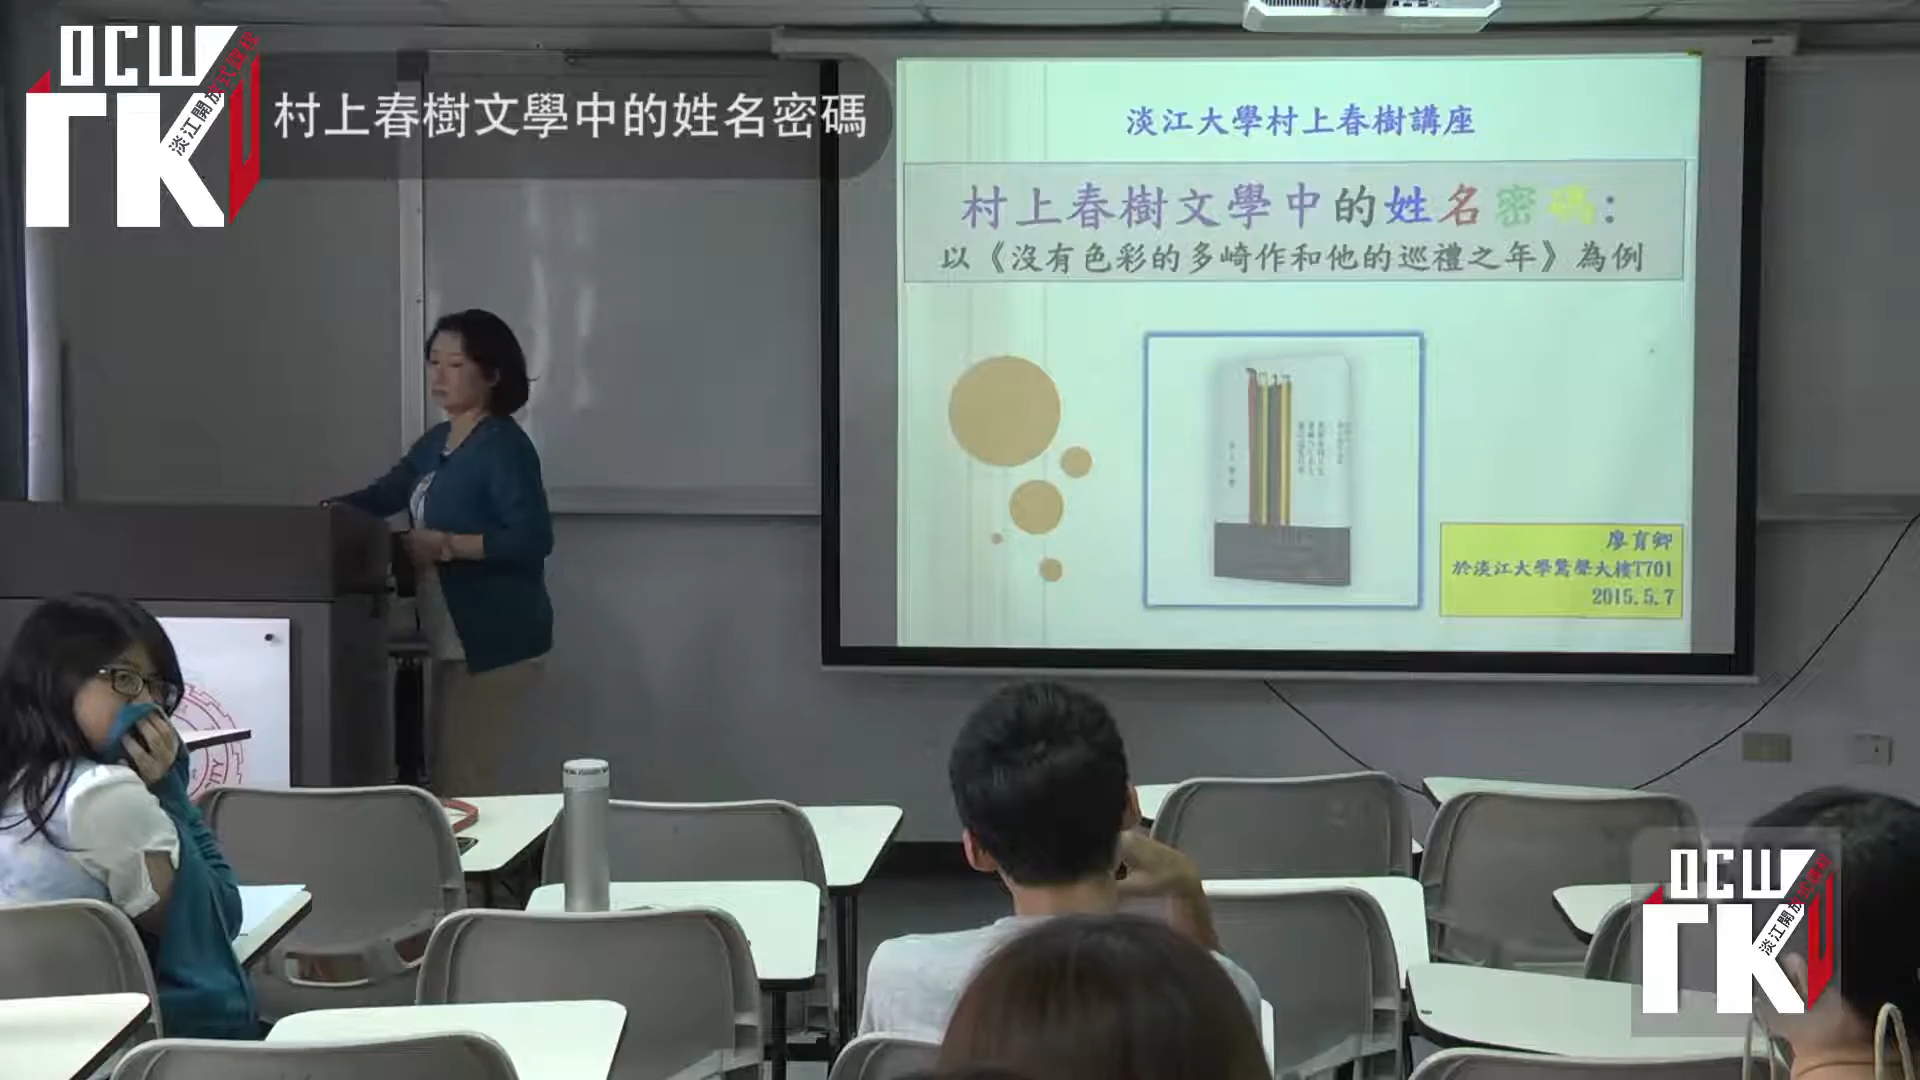 OCW
TKU
淡江開放式課程
村上春樹文學中的姓名密碼
淡江大學村上春樹講座
村上春樹文學中的姓名密碼:
以《沒有色彩的多崎作和他的巡禮之年》為例
廖育卿
於淡江大學驚聲大樓T701
2015.5.7
OCW
TKU
淡江開放式課程